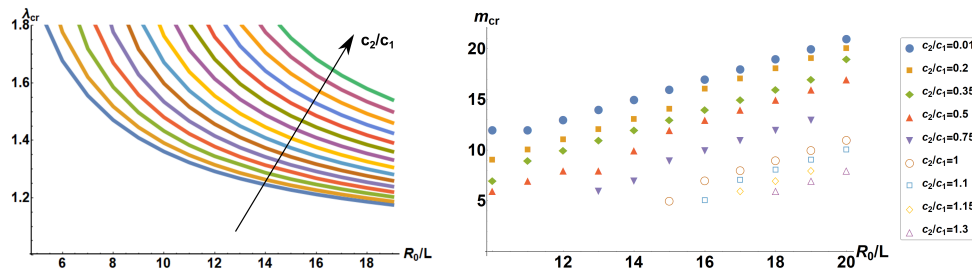 λcr
1.8
1.6
1.4
1.2
6 8 10 12 14 16 18
R₀/L
c₂/c₁
mcr
20
15
10
5
12 14 16 18 20
R₀/L
c₂/c₁=0.01
c₂/c₁=0.2
c₂/c₁=0.35
c₂/c₁=0.5
c₂/c₁=0.75
c₂/c₁=1
c₂/c₁=1.1
c₂/c₁=1.15
c₂/c₁=1.3